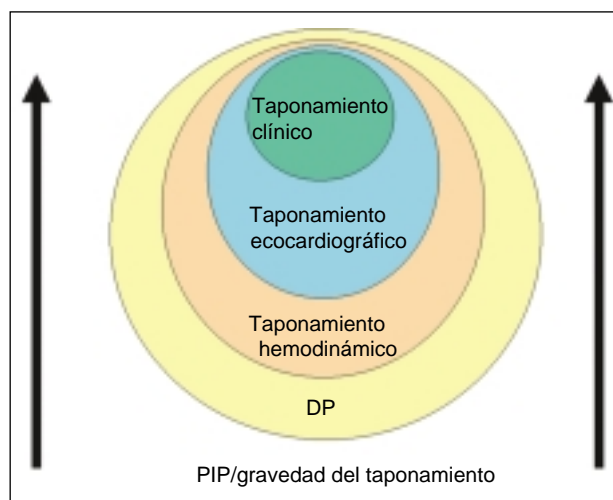 Taponamiento
clínico
Taponamiento
ecocardiográfico
Taponamiento
hemodinámico
DP
PIP/gravedad del taponamiento